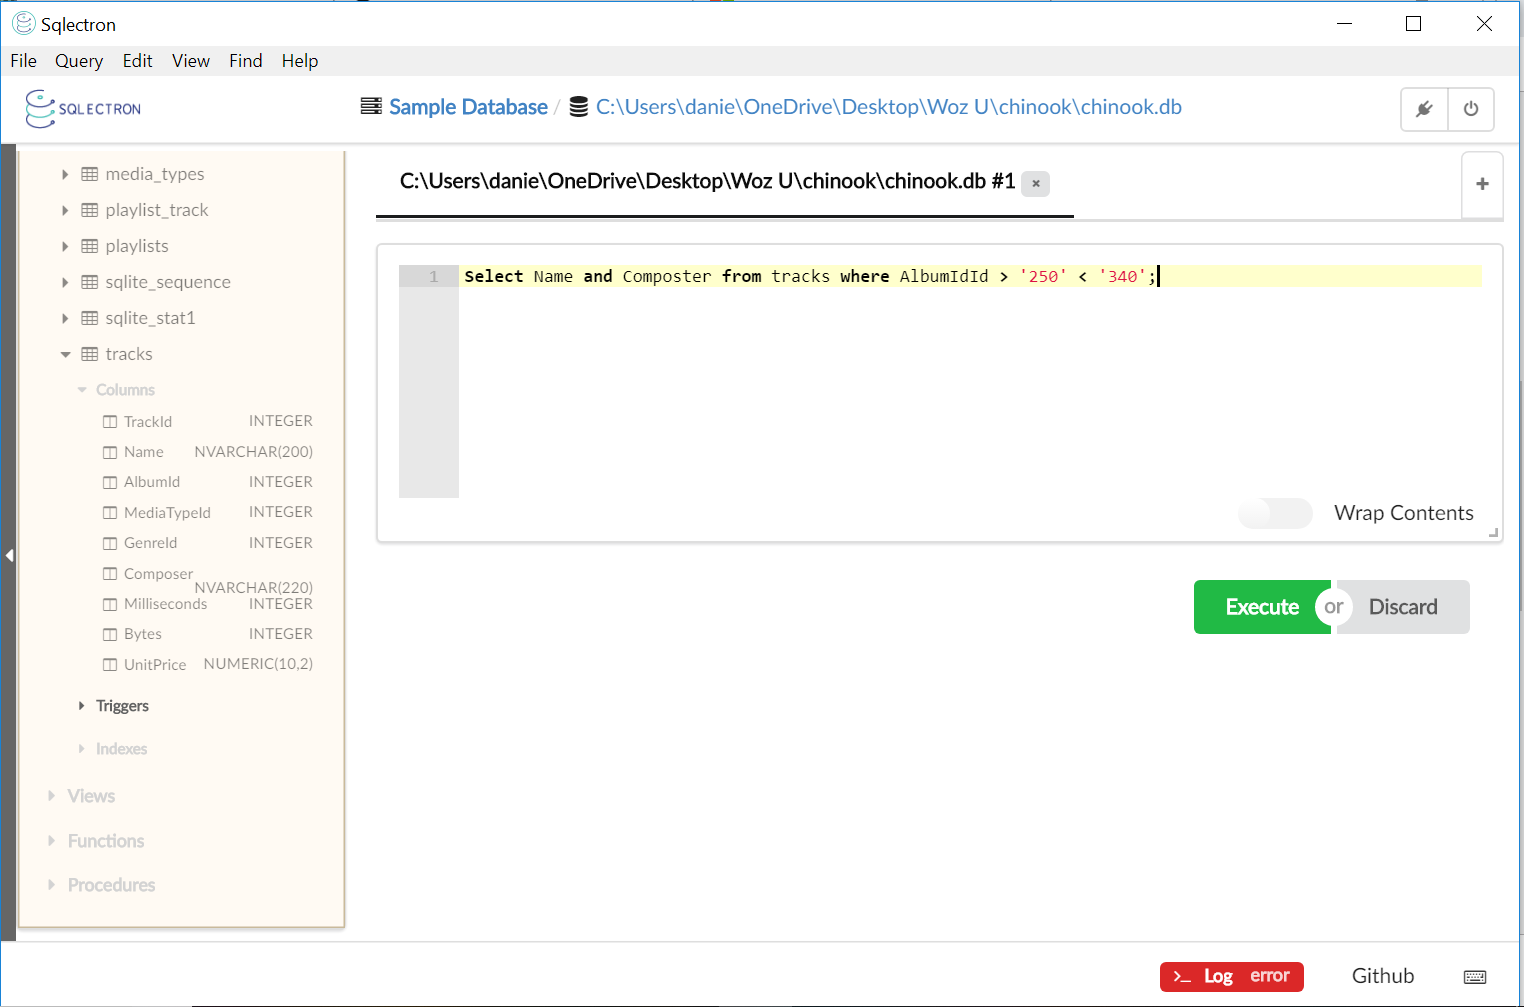 Sqlectron
File Query Edit View Find Help
SQLECTRON
Sample Database / C:\Users\danie\OneDrive\Desktop\Woz U\chinook\chinook.db
media_types
playlist_track
playlists
sqlite_sequence
sqlite_stat1
tracks
Columns
TrackId INTEGER
Name NVARCHAR(200)
AlbumId INTEGER
MediaTypeId INTEGER
GenreId INTEGER
Composer NVARCHAR(220)
Milliseconds INTEGER
Bytes INTEGER
UnitPrice NUMERIC(10,2)
Triggers
Indexes
Views
Functions
Procedures
C:\Users\danie\OneDrive\Desktop\Woz U\chinook\chinook.db #1 ×
+
1 Select Name and Composter from tracks where AlbumIdId > '250' < '340';
Wrap Contents
Execute or Discard
>_ Log error Github